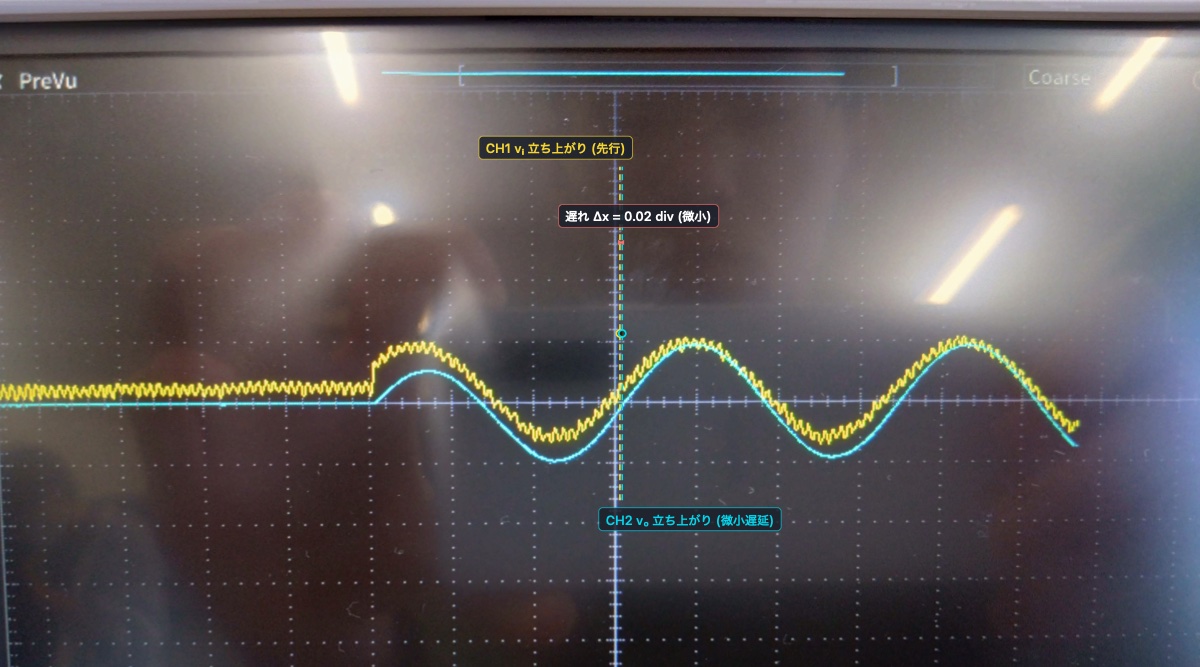 PreVu
Coarse
CH1 vᵢ 立ち上がり (先行)
遅れ Δx = 0.02 div (微小)
CH2 vₒ 立ち上がり (微小遅延)